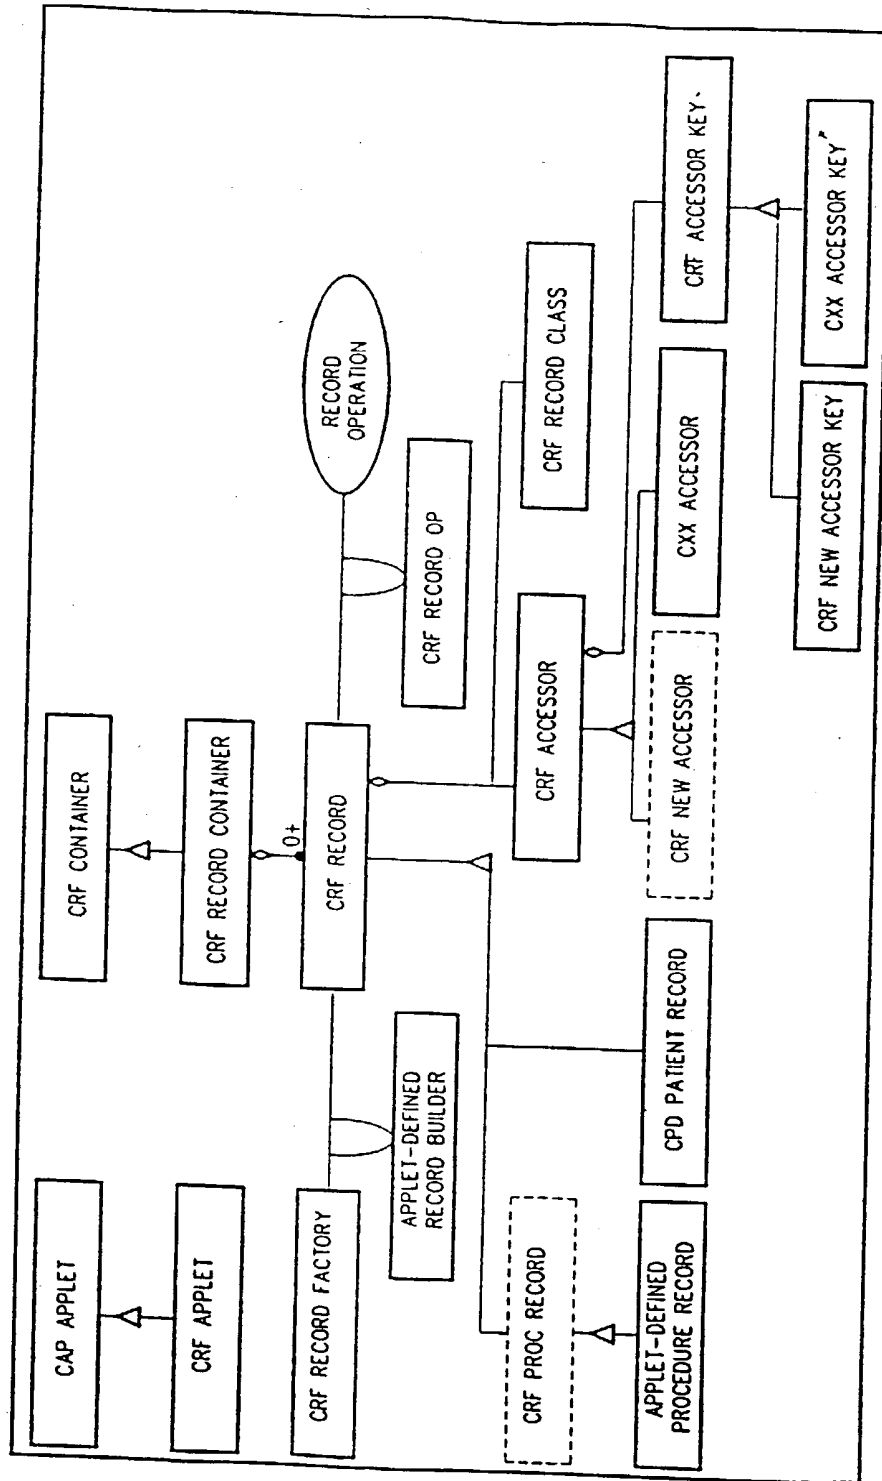 CAP APPLET
CRF APPLET
CRF CONTAINER
CRF RECORD CONTAINER
0+
CRF RECORD FACTORY
CRF RECORD
RECORD
OPERATION
APPLET-DEFINED
RECORD BUILDER
CRF RECORD OP
CRF PROC RECORD
CRF ACCESSOR
CRF RECORD CLASS
APPLET-DEFINED
PROCEDURE RECORD
CPD PATIENT RECORD
CRF NEW ACCESSOR
CXX ACCESSOR
CRF ACCESSOR KEY
CRF NEW ACCESSOR KEY
CXX ACCESSOR KEY